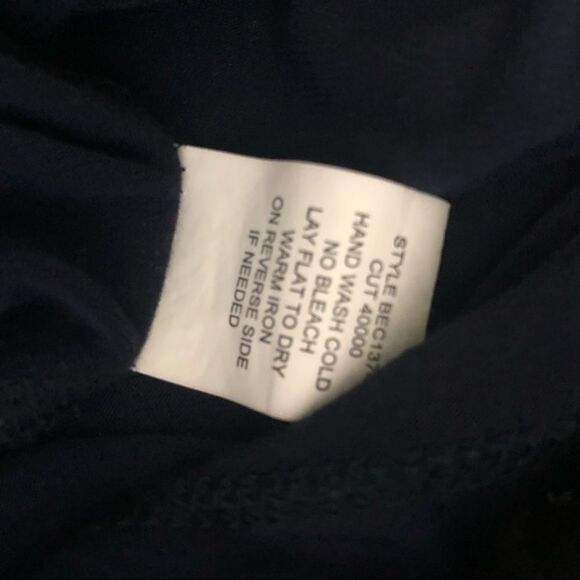 STYLE BEC137
CUT 40000
HAND WASH COLD
NO BLEACH
LAY FLAT TO DRY
WARM IRON
ON REVERSE SIDE
IF NEEDED